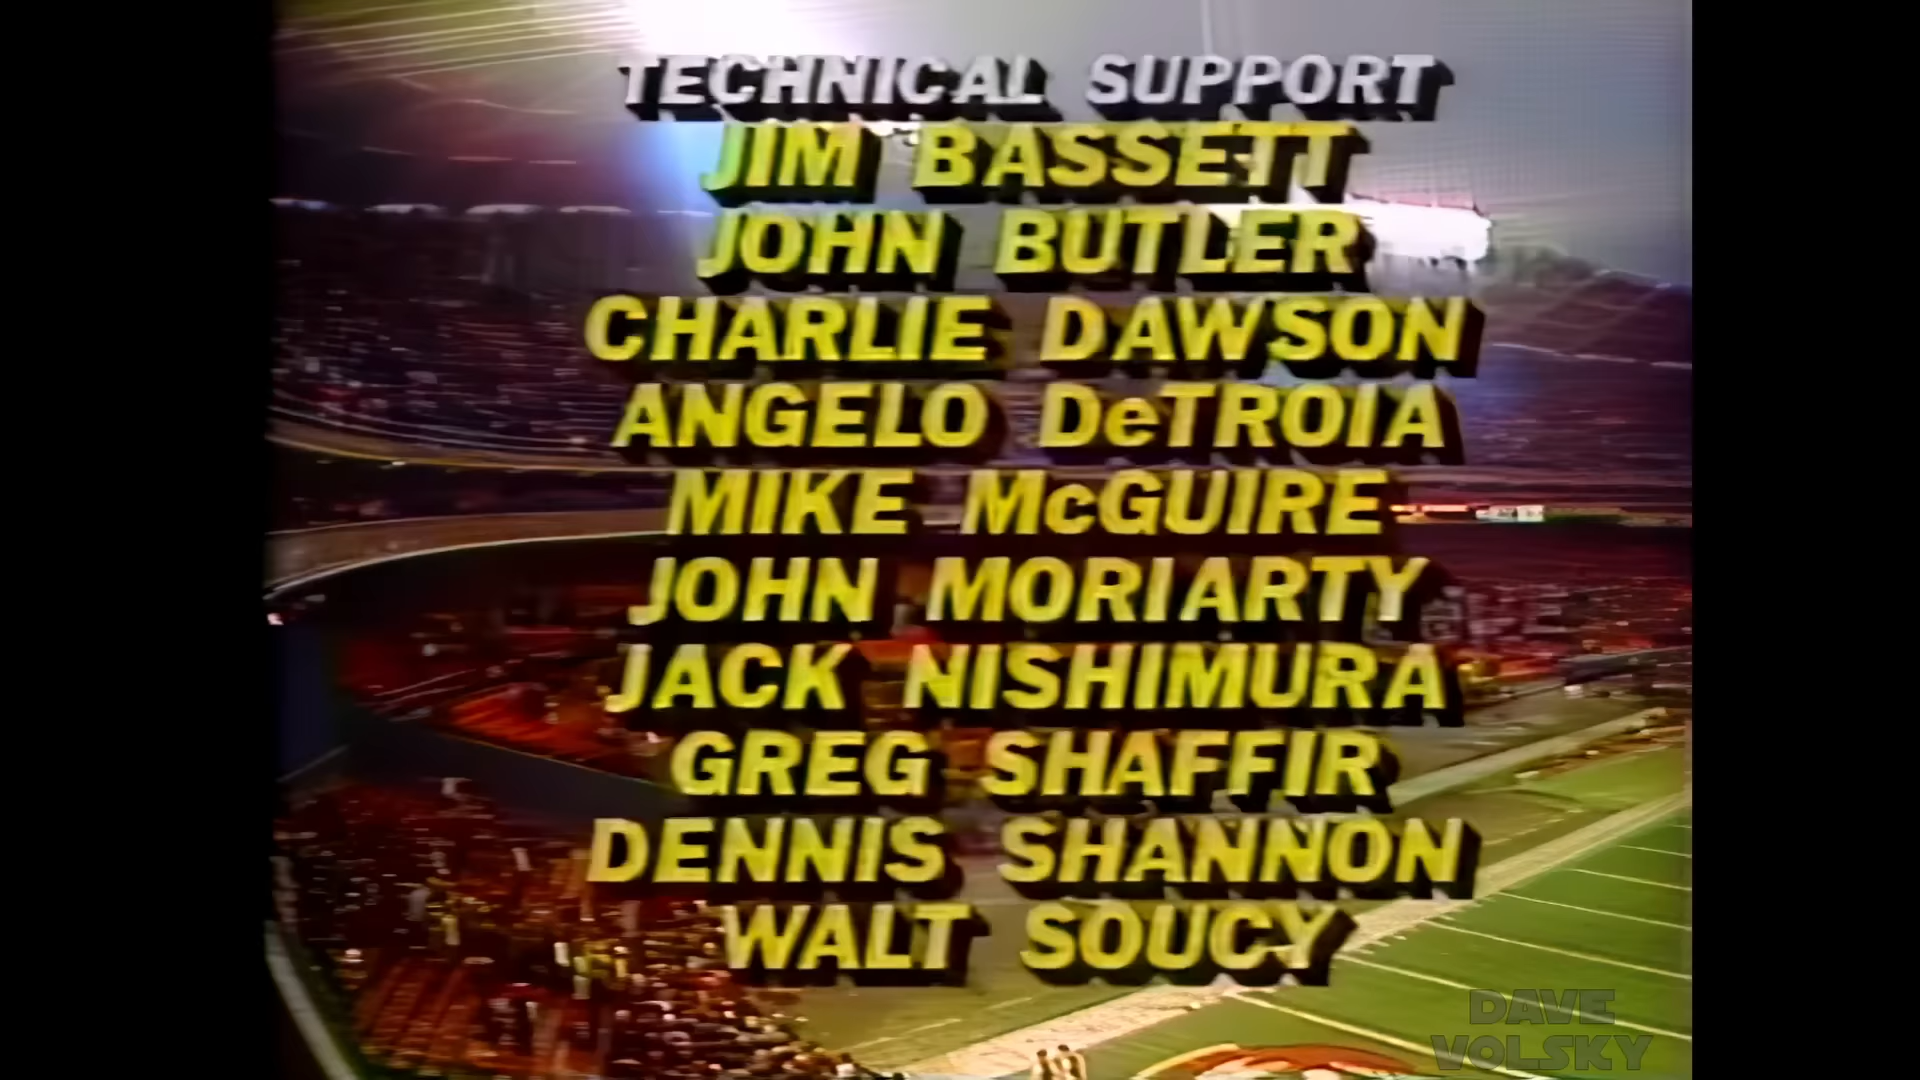 TECHNICAL SUPPORT
JIM BASSETT
JOHN BUTLER
CHARLIE DAWSON
ANGELO DeTROIA
MIKE McGUIRE
JOHN MORIARTY
JACK NISHIMURA
GREG SHAFFIR
DENNIS SHANNON
WALT SOUCY
DAVE
VOLSKY